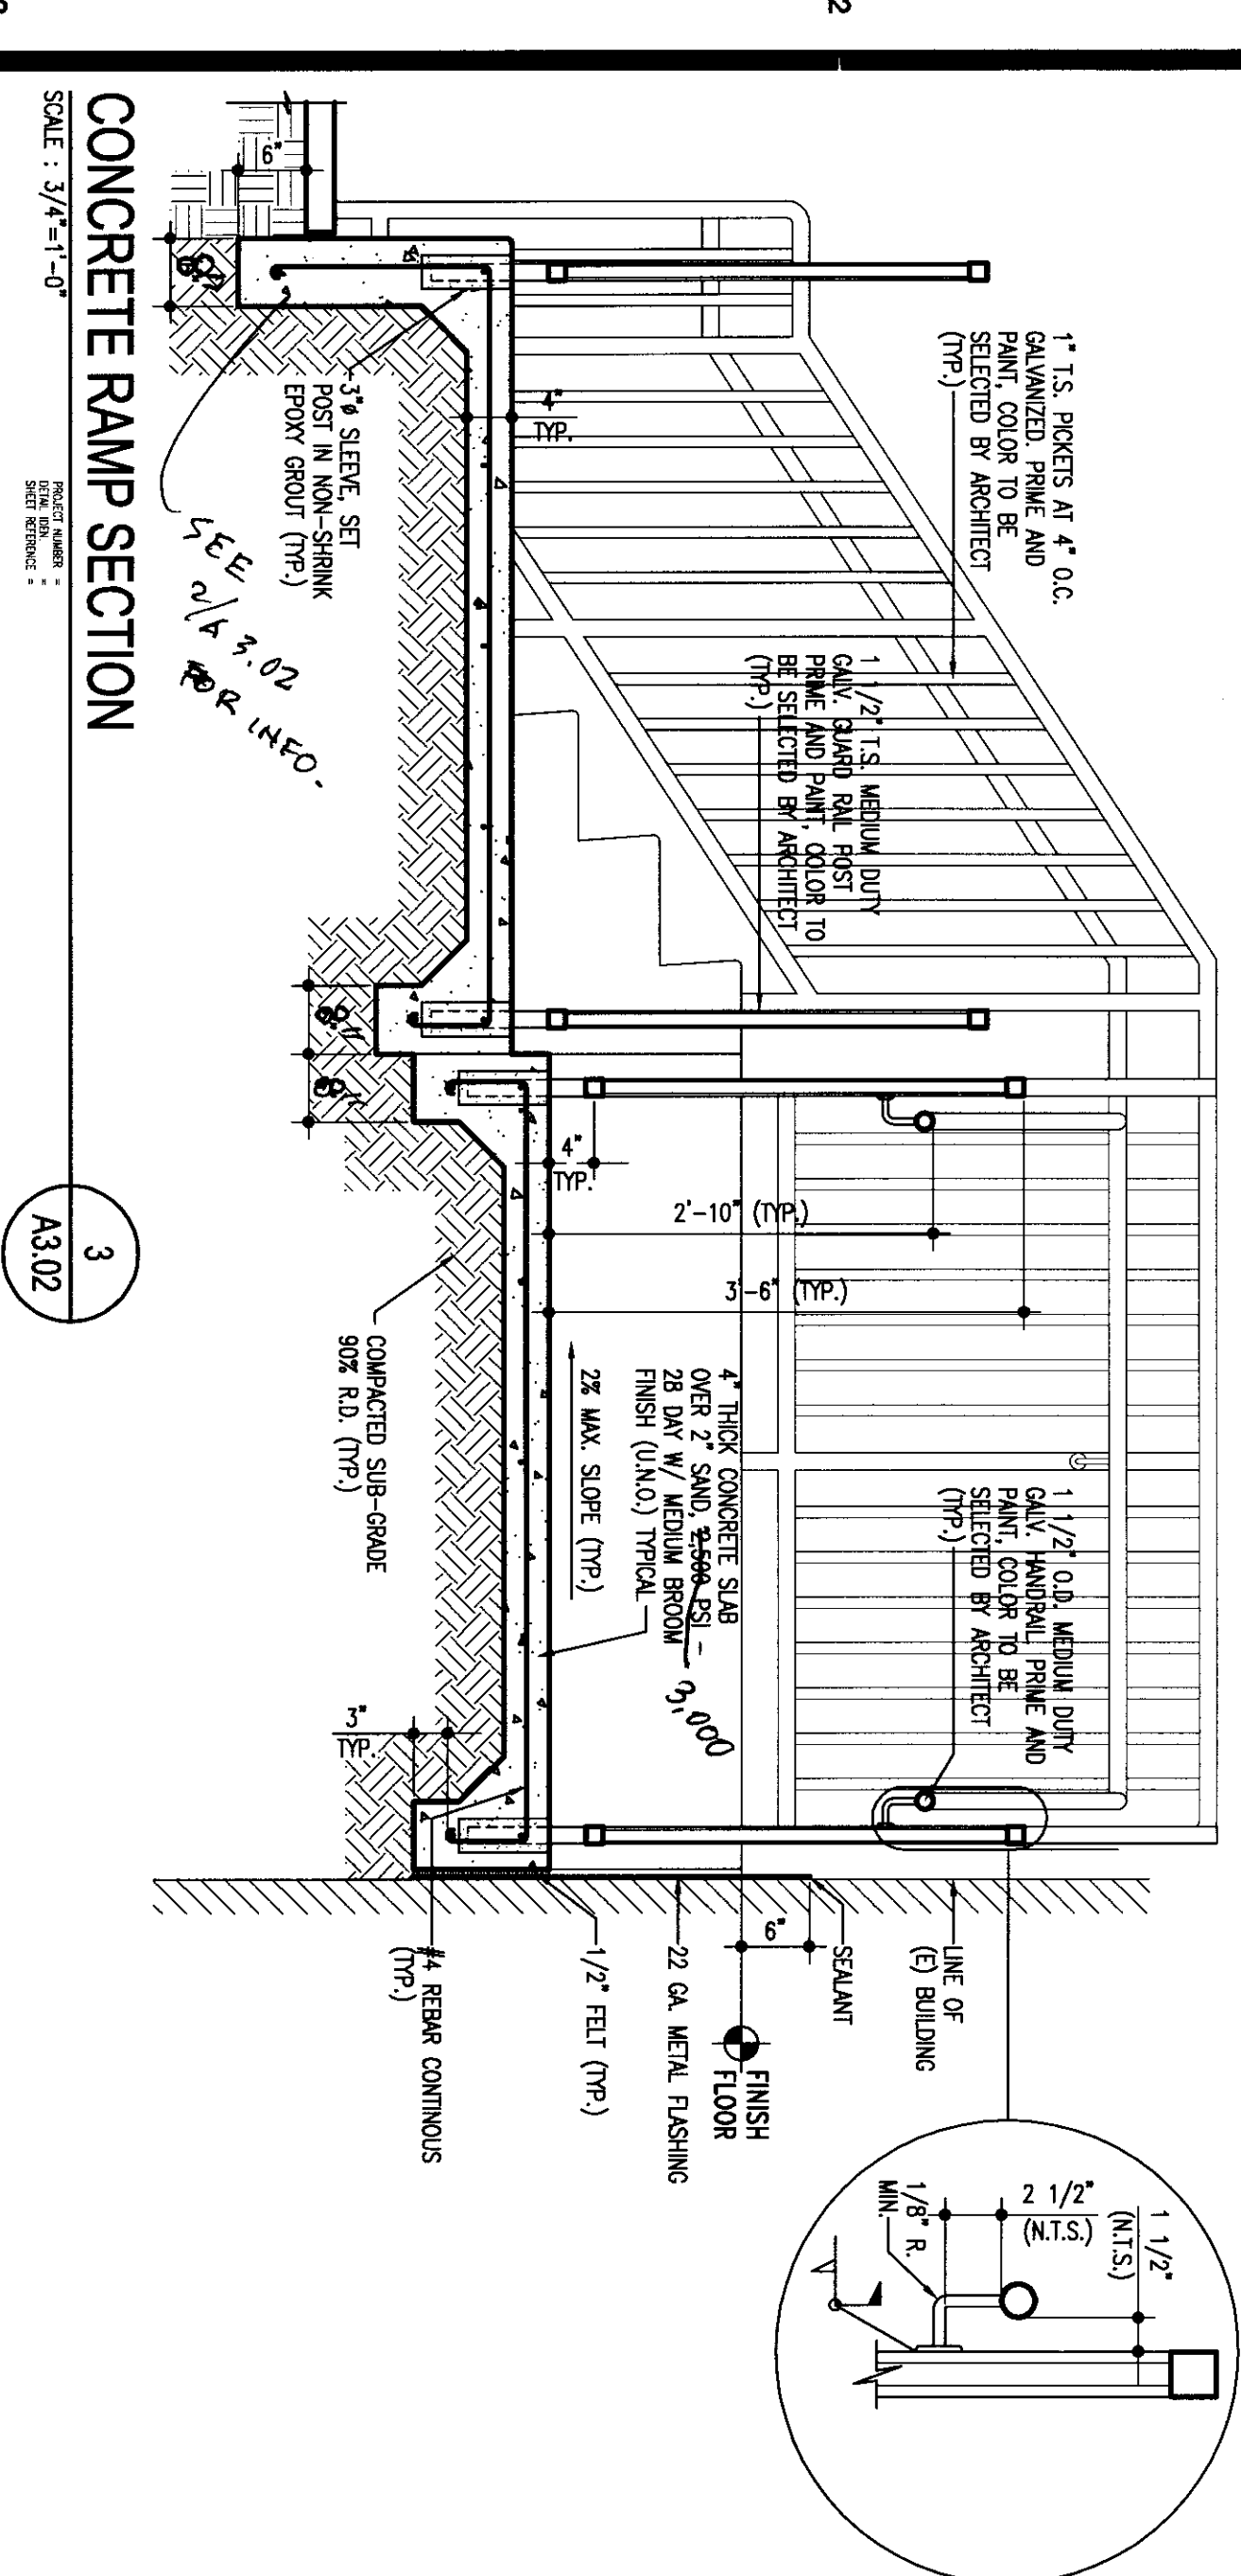 1" T.S. PICKETS AT 4" O.C.
GALVANIZED. PRIME AND
PAINT, COLOR TO BE
SELECTED BY ARCHITECT
(TYP.)
1 1/2" T.S. MEDIUM DUTY
GALV. GUARD RAIL POST
PRIME AND PAINT, COLOR TO
BE SELECTED BY ARCHITECT
(TYP.)
1 1/2" O.D. MEDIUM DUTY
GALV. HANDRAIL PRIME AND
PAINT, COLOR TO BE
SELECTED BY ARCHITECT
(TYP.)
1 1/2"
(N.T.S.)
2 1/2"
(N.T.S.)
1/8" R.
MIN.
LINE OF
(E) BUILDING
SEALANT
6"
FINISH
FLOOR
22 GA. METAL FLASHING
1/2" FELT (TYP.)
#4 REBAR CONTINOUS
(TYP.)
2'-10" (TYP.)
3'-6" (TYP.)
4"
TYP.
4" THICK CONCRETE SLAB
OVER 2" SAND, 2,500 PSI -
28 DAY W/ MEDIUM BROOM
FINISH (U.N.O.) TYPICAL
3,000
2% MAX. SLOPE (TYP.)
4"
TYP.
6"
3"ø SLEEVE, SET
POST IN NON-SHRINK
EPOXY GROUT (TYP.)
COMPACTED SUB-GRADE
90% R.D. (TYP.)
3"
TYP.
8"
8"
SEE
2/A 3.02
FOR INFO.
CONCRETE RAMP SECTION
SCALE : 3/4"=1'-0"
PROJECT NUMBER =
DETAIL IDEN. =
SHEET REFERENCE =
3
A3.02
2